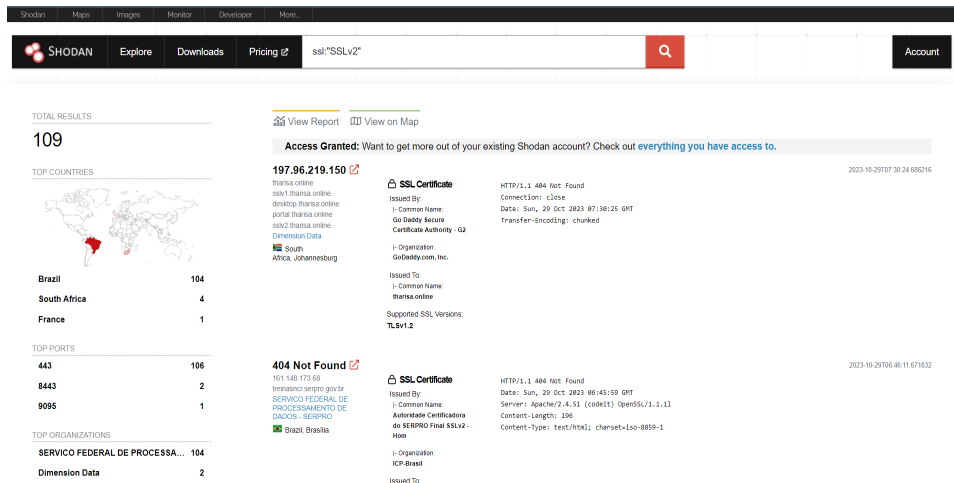 Shodan Maps Images Monitor Developer More...
SHODAN Explore Downloads Pricing ssl:"SSLv2" Account
TOTAL RESULTS
109
TOP COUNTRIES
Brazil 104
South Africa 4
France 1
TOP PORTS
443 106
8443 2
9095 1
TOP ORGANIZATIONS
SERVICO FEDERAL DE PROCESSA... 104
Dimension Data 2
View Report View on Map
Access Granted: Want to get more out of your existing Shodan account? Check out everything you have access to.
197.96.219.150
2023-10-29T07:30:24.686216
tharisa.online
sslv1.tharisa.online
desktop.tharisa.online
portal.tharisa.online
sslv2.tharisa.online
Dimension Data
South
Africa, Johannesburg
SSL Certificate
Issued By:
|- Common Name:
Go Daddy Secure
Certificate Authority - G2
|- Organization:
GoDaddy.com, Inc.
Issued To:
|- Common Name:
tharisa.online
Supported SSL Versions:
TLSv1.2
HTTP/1.1 404 Not Found
Connection: close
Date: Sun, 29 Oct 2023 07:30:25 GMT
Transfer-Encoding: chunked
404 Not Found
2023-10-29T06:46:11.671832
161.148.173.68
treinasncr.serpro.gov.br
SERVICO FEDERAL DE
PROCESSAMENTO DE
DADOS - SERPRO
Brazil, Brasília
SSL Certificate
Issued By:
|- Common Name:
Autoridade Certificadora
do SERPRO Final SSLv2 -
Hom
|- Organization:
ICP-Brasil
Issued To:
HTTP/1.1 404 Not Found
Date: Sun, 29 Oct 2023 06:45:59 GMT
Server: Apache/2.4.51 (codeit) OpenSSL/1.1.1l
Content-Length: 196
Content-Type: text/html; charset=iso-8859-1